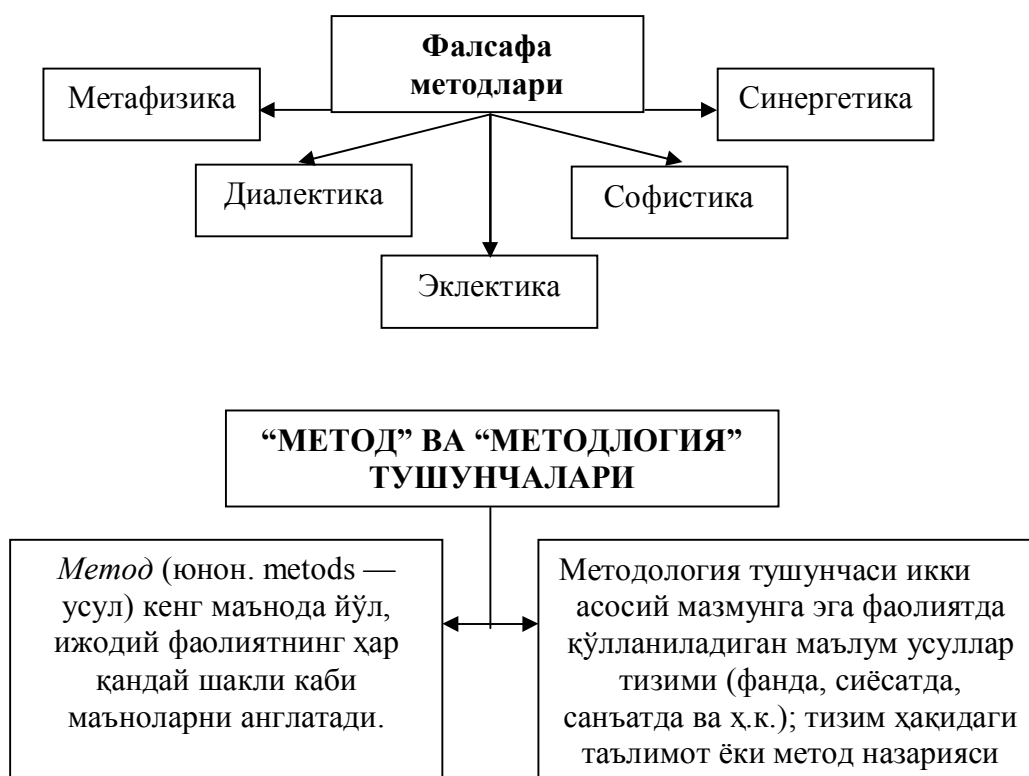 Фалсафа
методлари
Метафизика
Синергетика
Диалектика
Софистика
Эклектика
“МЕТОД” ВА “МЕТОДЛОГИЯ”
ТУШУНЧАЛАРИ
Метод (юнон. metods —
усул) кенг маънода йўл,
ижодий фаолиятнинг ҳар
қандай шакли каби
маъноларни англатади.
Методология тушунчаси икки
асосий мазмунга эга фаолиятда
қўлланиладиган маълум усуллар
тизими (фанда, сиёсатда,
санъатда ва ҳ.к.); тизим ҳақидаги
таълимот ёки метод назарияси